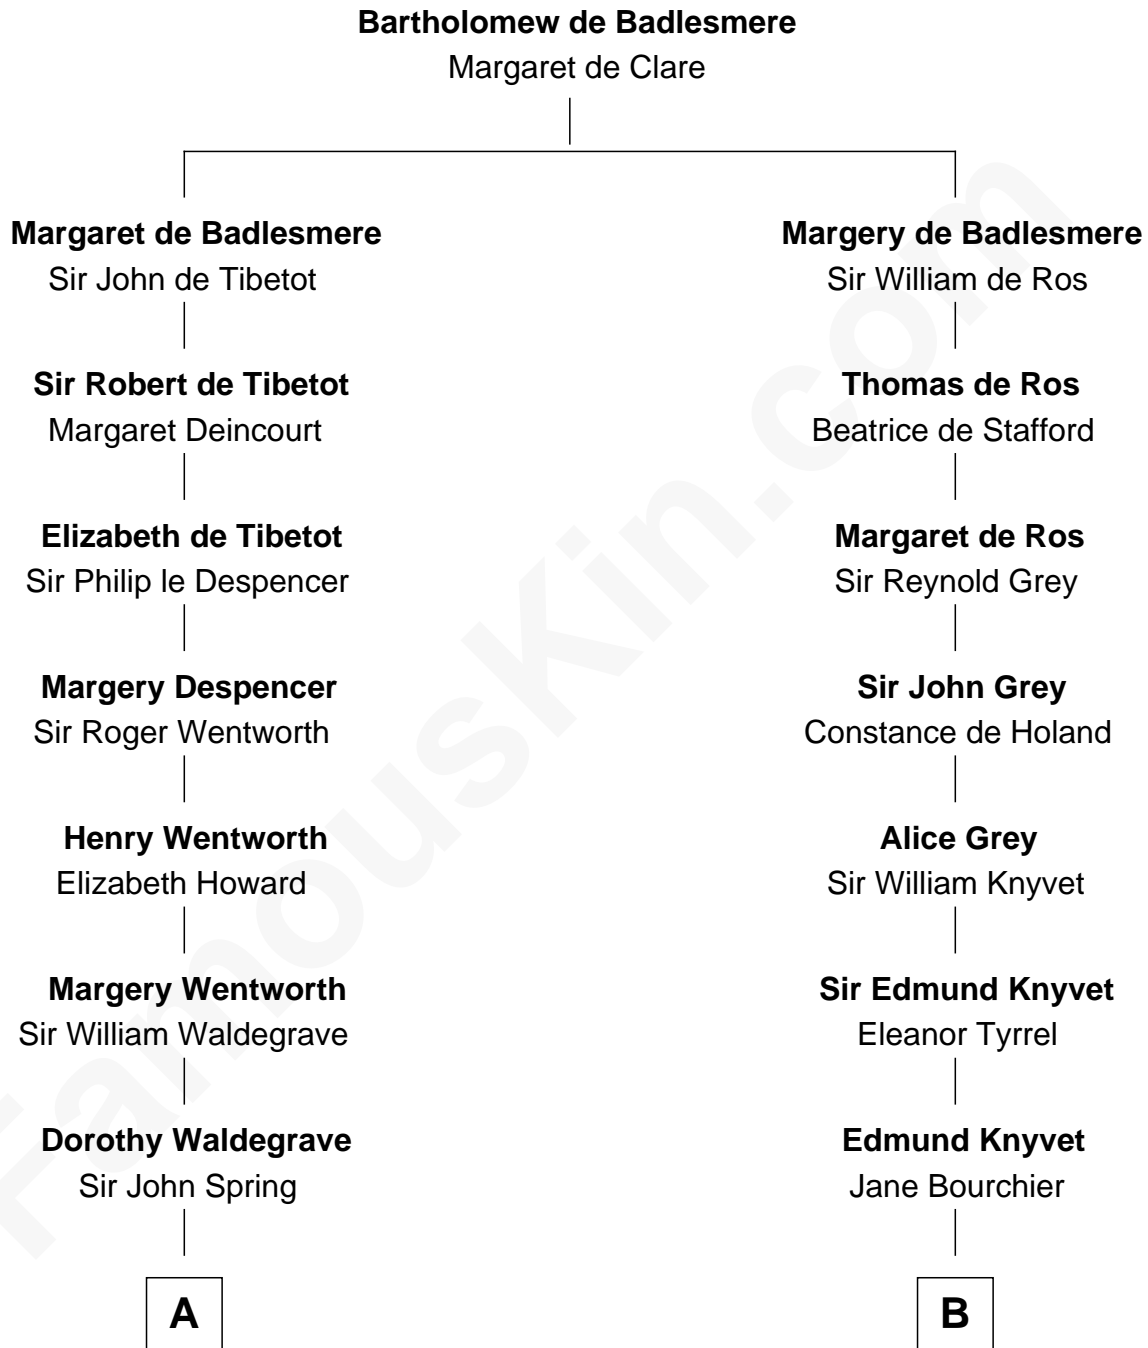 Bartholomew de Badlesmere
Margaret de Clare
Margaret de Badlesmere
Sir John de Tibetot
Margery de Badlesmere
Sir William de Ros
Sir Robert de Tibetot
Margaret Deincourt
Thomas de Ros
Beatrice de Stafford
Elizabeth de Tibetot
Sir Philip le Despencer
Margaret de Ros
Sir Reynold Grey
Margery Despencer
Sir Roger Wentworth
Sir John Grey
Constance de Holand
Henry Wentworth
Elizabeth Howard
Alice Grey
Sir William Knyvet
Margery Wentworth
Sir William Waldegrave
Sir Edmund Knyvet
Eleanor Tyrrel
Dorothy Waldegrave
Sir John Spring
Edmund Knyvet
Jane Bourchier
A
B
FamousKin.com